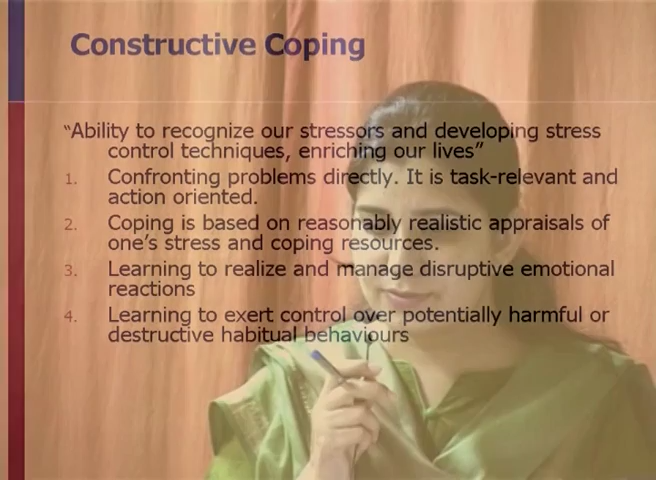 Constructive Coping
"Ability to recognize our stressors and developing stress
control techniques, enriching our lives"
1. Confronting problems directly. It is task-relevant and
action oriented.
2. Coping is based on reasonably realistic appraisals of
one's stress and coping resources.
3. Learning to realize and manage disruptive emotional
reactions
4. Learning to exert control over potentially harmful or
destructive habitual behaviours